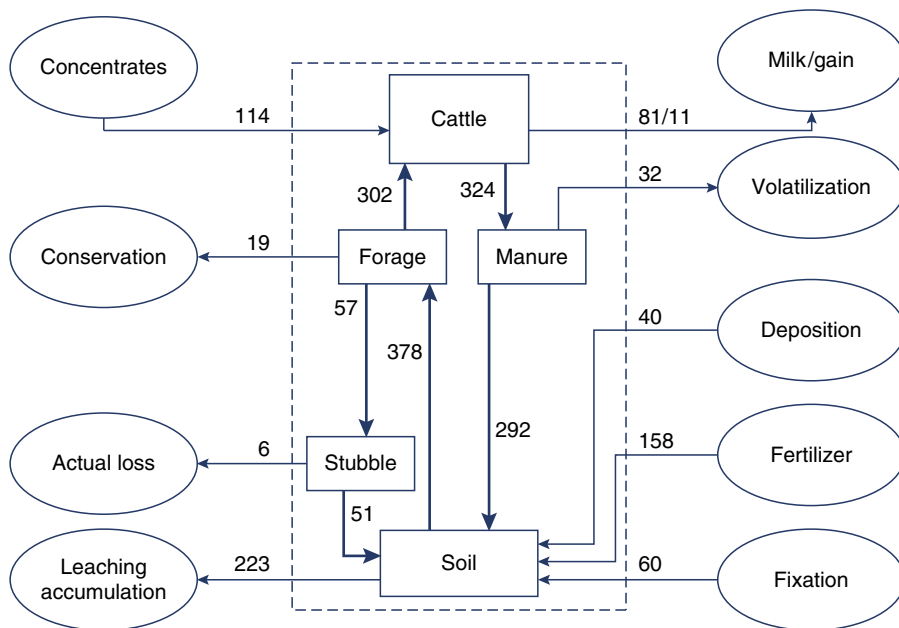 Concentrates
Milk/gain
Cattle
114
81/11
302
324
32
Volatilization
Conservation
19
Forage
Manure
57
378
40
Deposition
292
Actual loss
6
Stubble
158
Fertilizer
51
Leaching
accumulation
223
Soil
60
Fixation